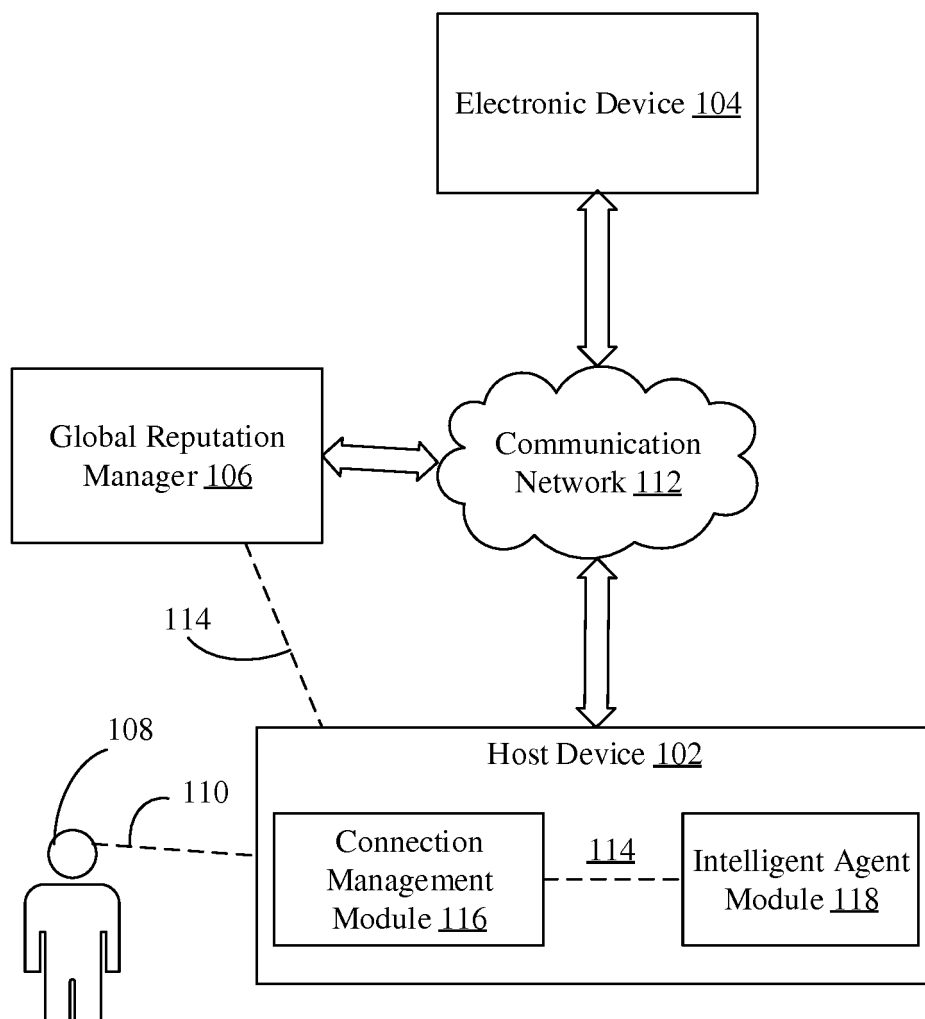 Electronic Device 104
Global Reputation
Manager 106
Communication
Network 112
114
108
110
Host Device 102
Connection
Management
Module 116
114
Intelligent Agent
Module 118